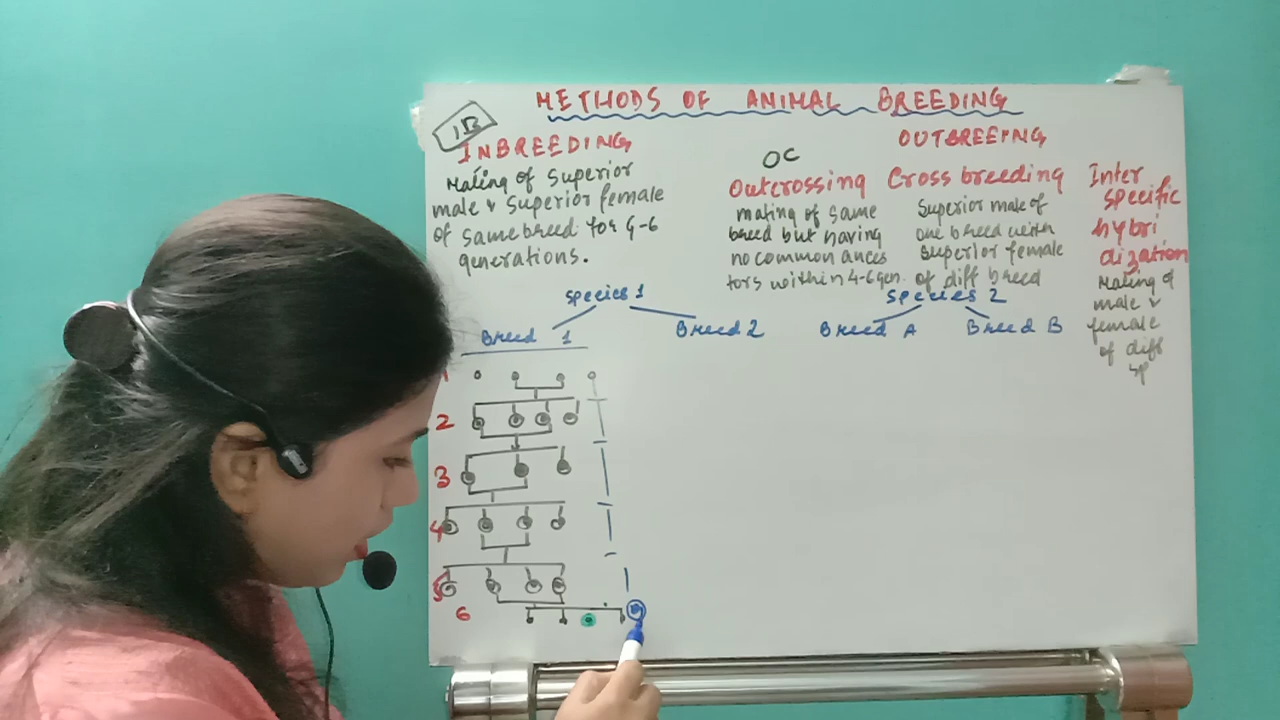 METHODS OF ANIMAL BREEDING
IB
INBREEDING
Mating of Superior
male & Superior female
of same breed for 4-6
generations.
OUTBREEING
OC
Outcrossing
mating of same
breed but having
no common ances
tors within 4-6 gen.
Cross breeding
Superior male of
one breed with
Superior female
of diff breed
Inter
specific
hybri
dization
Mating of
male &
female
of diff
sp
Species 1
Breed 1
Breed 2
Species 2
Breed A
Breed B
1
2
3
4
5
6